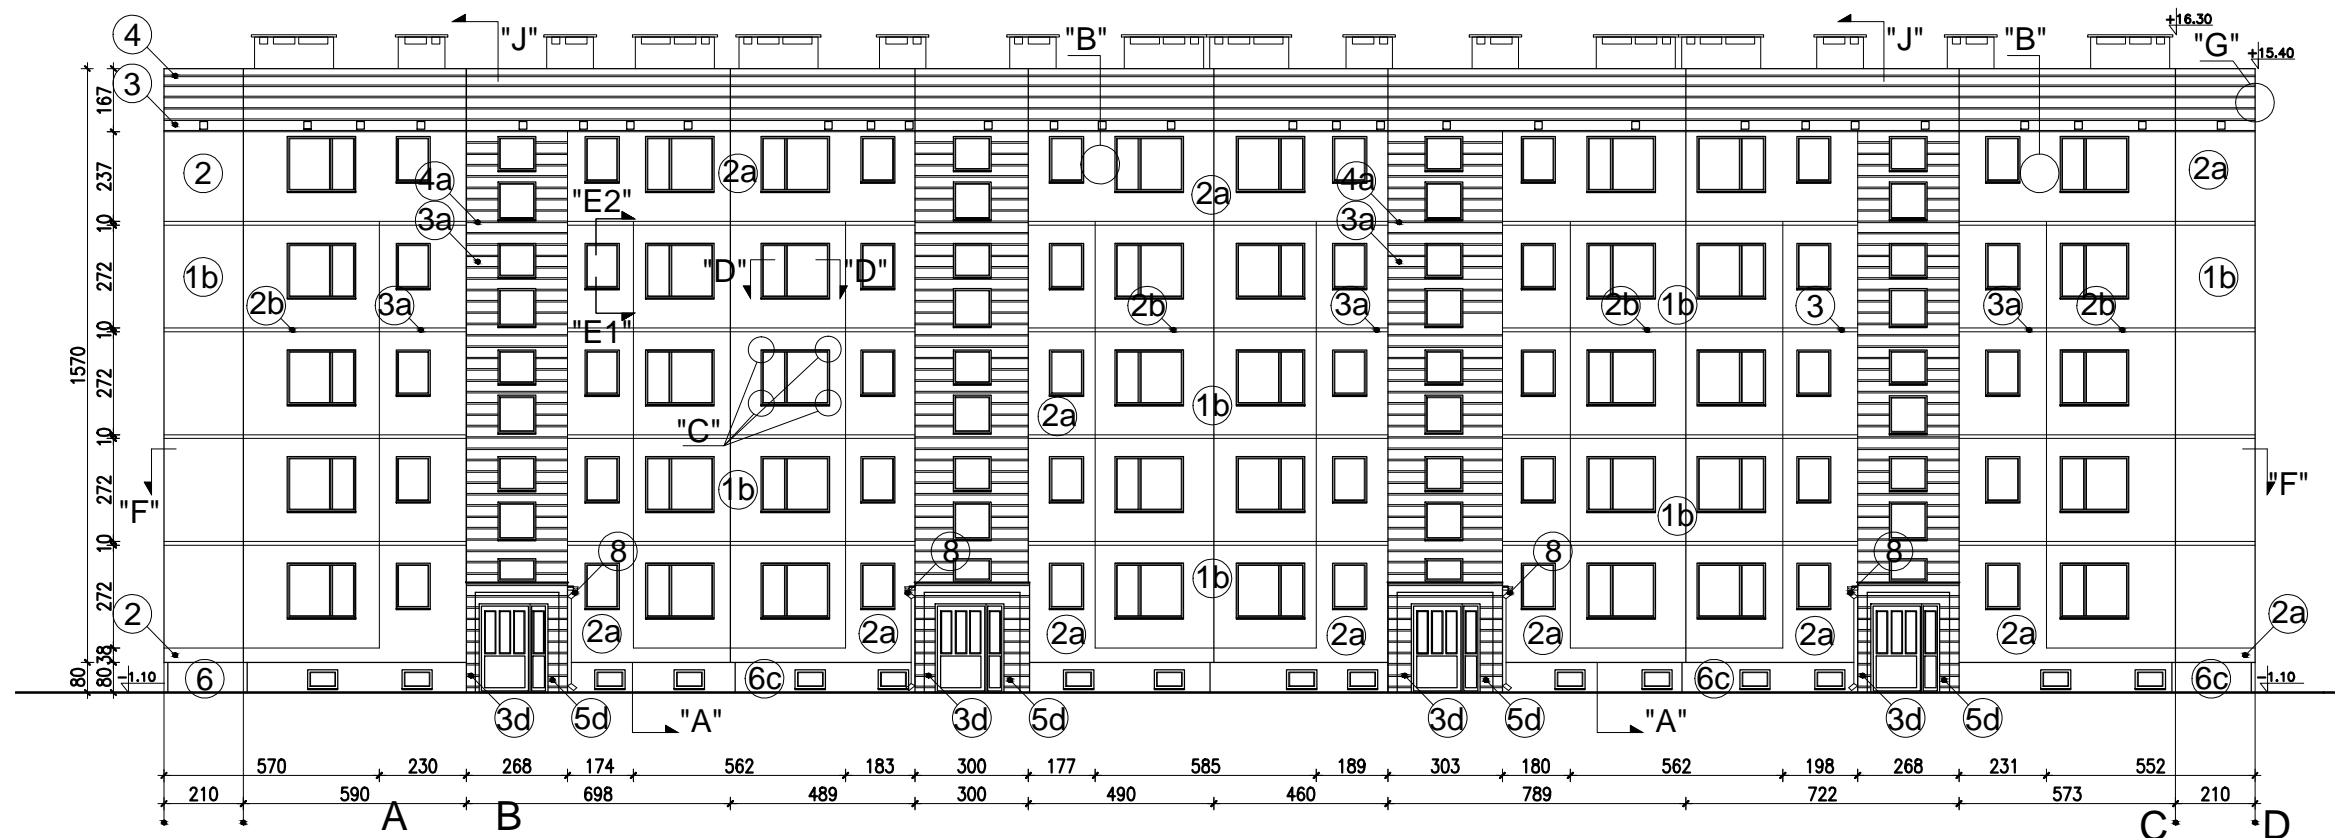 4 "J" "B" "J" "B" +16.30
"G" +15.40
3
167
2 4a 2a 2a 4a 2a
237
"E2"
3a 3a
10
1b "D" "D" 1b 1b
272
2b 3a "E1" 2b 3a 2b 3 3a 2b
10
1570
272
"C" 2a 1b
10
"F" 272 1b 1b "F"
10
8 8 8 8
272 1b
2 2a 2a 2a 2a 2a 2a 2a 2a
38
80 80 -1.10 6 6c 6c 6c -1.10
3d 5d "A" 3d 5d 3d 5d "A" 3d 5d
570 230 268 174 562 183 300 177 585 189 303 180 562 198 268 231 552
210 590 698 489 300 490 460 789 722 573 210
A B C D